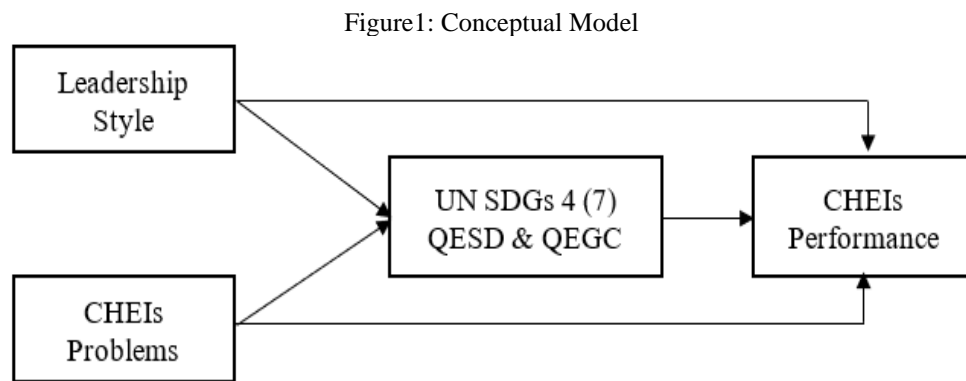 Figure1: Conceptual Model
Leadership
Style
UN SDGs 4 (7)
QESD & QEGC
CHEIs
Performance
CHEIs
Problems